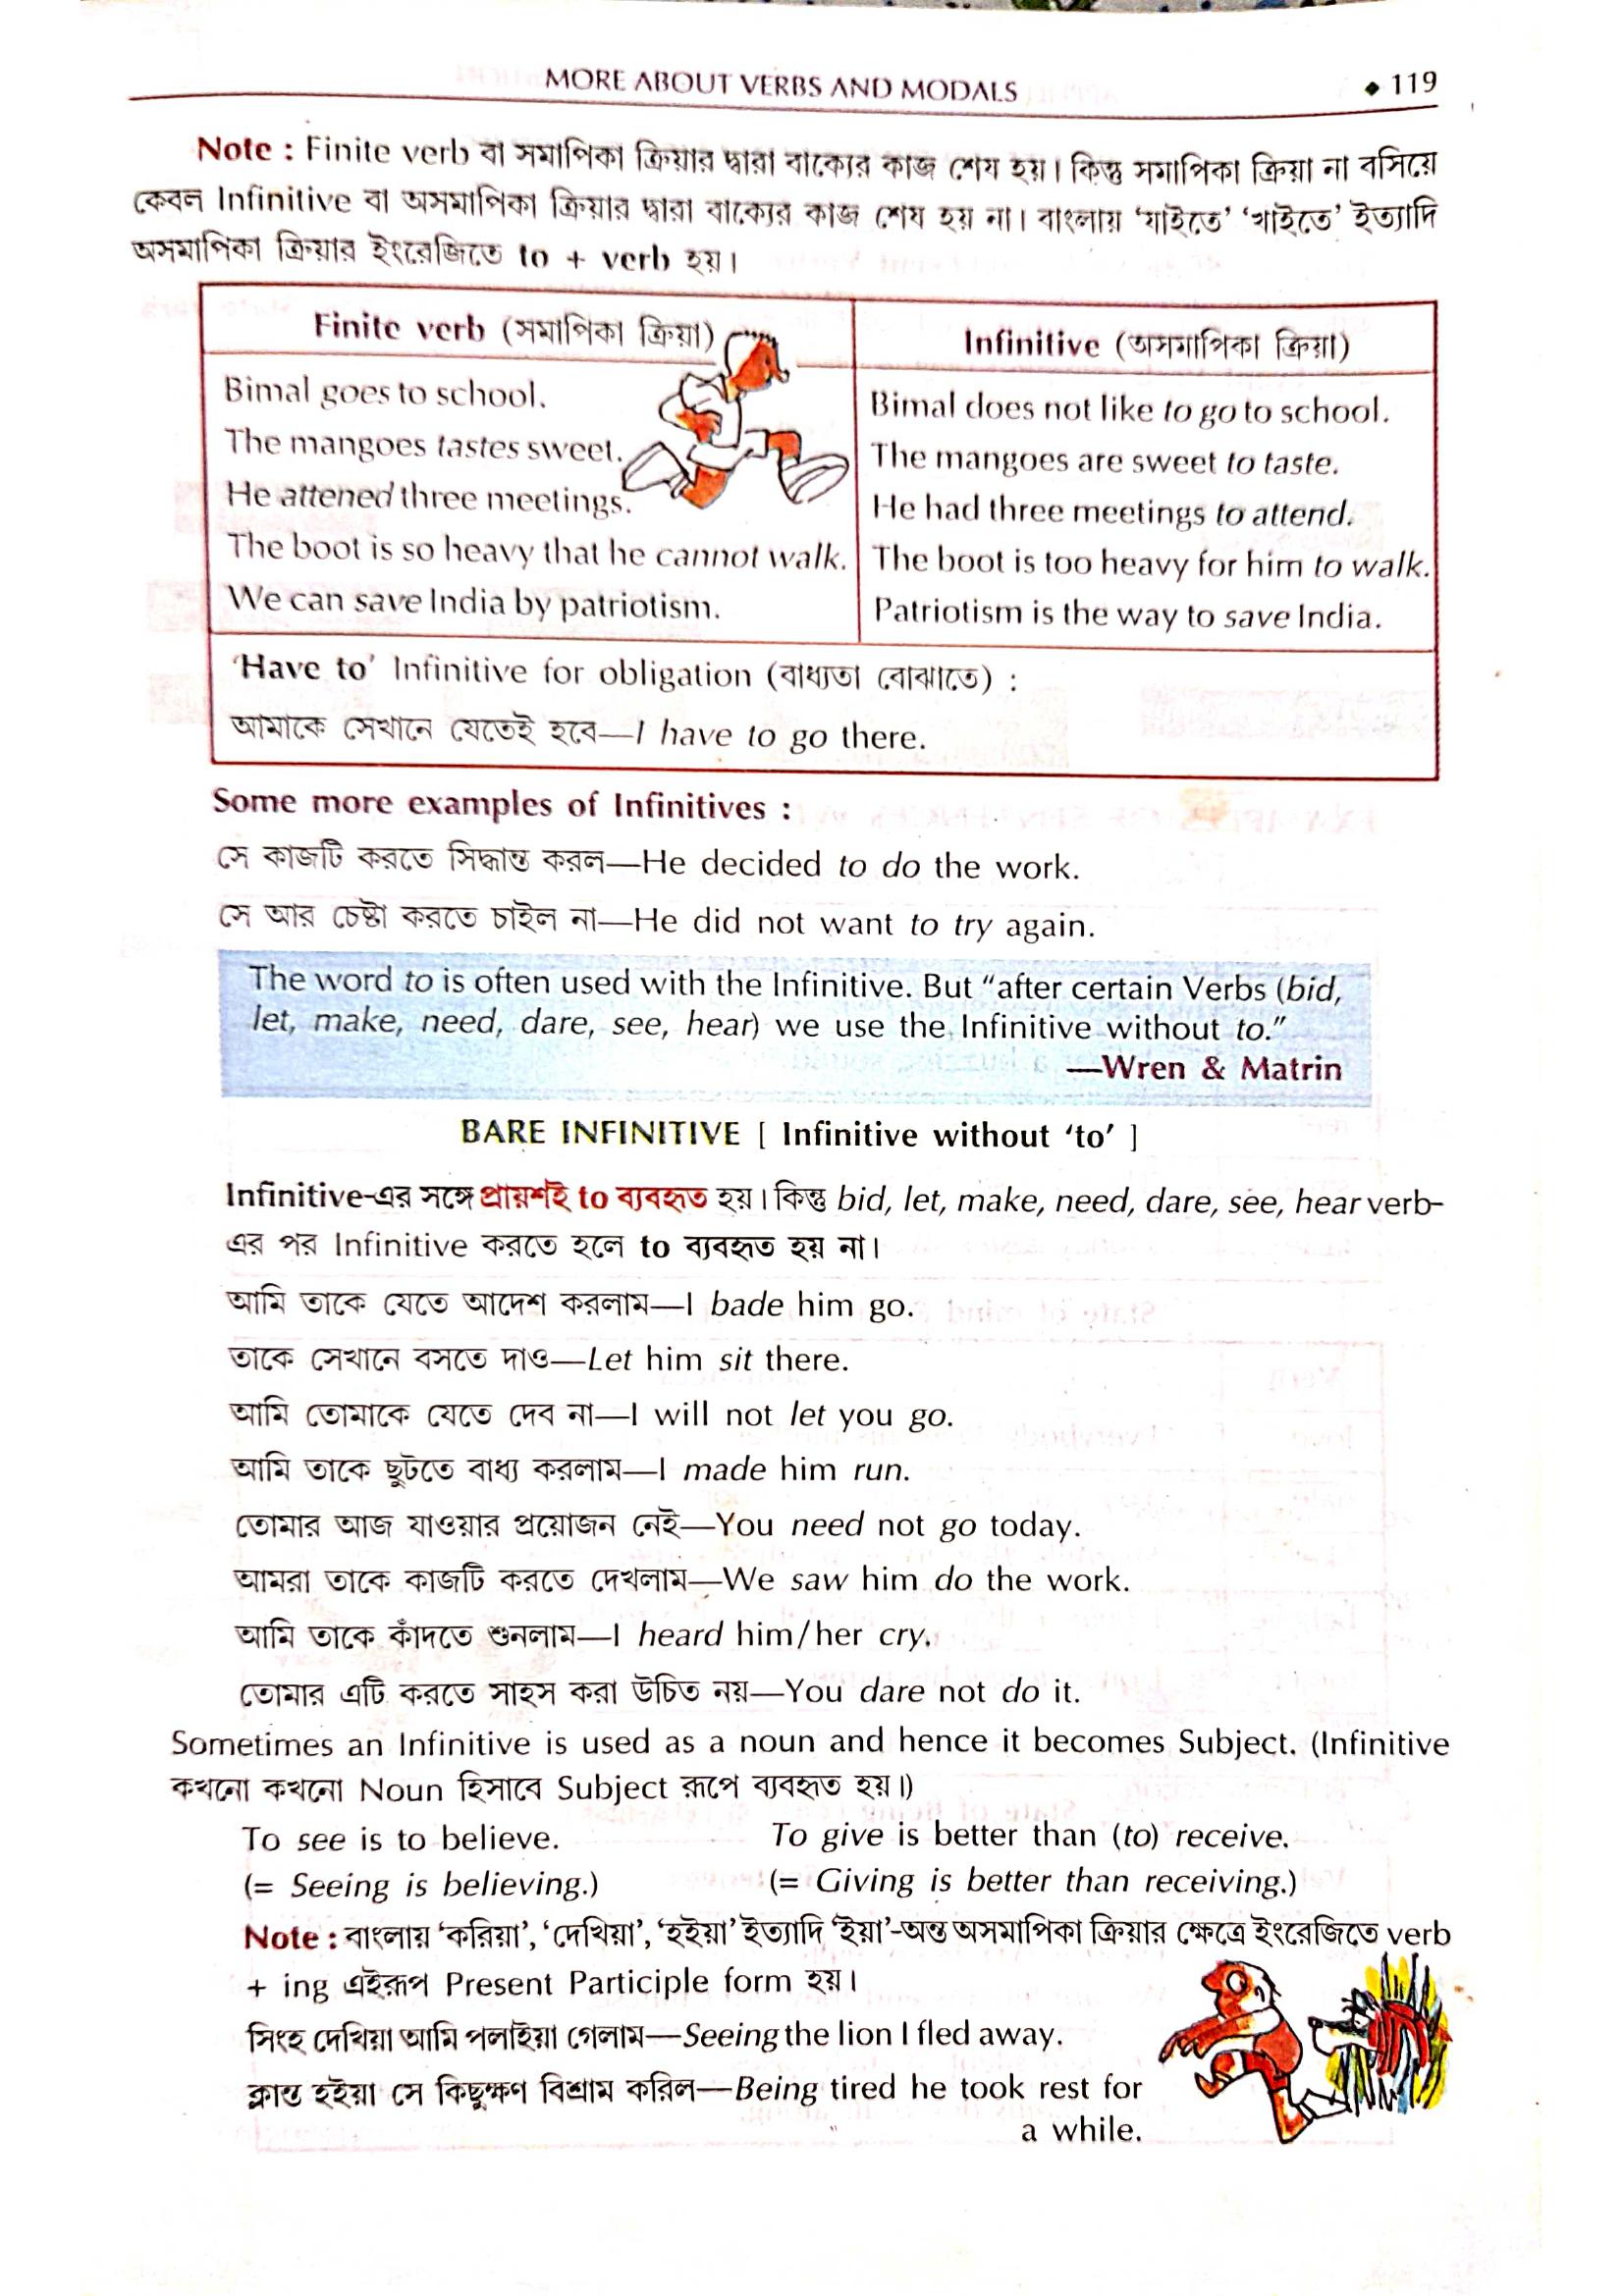 MORE ABOUT VERBS AND MODALS ◆ 119
Note : Finite verb বা সমাপিকা ক্রিয়ার দ্বারা বাক্যের কাজ শেষ হয়। কিন্তু সমাপিকা ক্রিয়া না বসিয়ে
কেবল Infinitive বা অসমাপিকা ক্রিয়ার দ্বারা বাক্যের কাজ শেষ হয় না। বাংলায় ‘যাইতে’ ‘খাইতে’ ইত্যাদি
অসমাপিকা ক্রিয়ার ইংরেজিতে to + verb হয়।
Finite verb (সমাপিকা ক্রিয়া)
Bimal goes to school.
The mangoes tastes sweet.
He attened three meetings.
The boot is so heavy that he cannot walk.
We can save India by patriotism.
Infinitive (অসমাপিকা ক্রিয়া)
Bimal does not like to go to school.
The mangoes are sweet to taste.
He had three meetings to attend.
The boot is too heavy for him to walk.
Patriotism is the way to save India.
‘Have to’ Infinitive for obligation (বাধ্যতা বোঝাতে) :
আমাকে সেখানে যেতেই হবে—I have to go there.
Some more examples of Infinitives :
সে কাজটি করতে সিদ্ধান্ত করল—He decided to do the work.
সে আর চেষ্টা করতে চাইল না—He did not want to try again.
The word to is often used with the Infinitive. But “after certain Verbs (bid,
let, make, need, dare, see, hear) we use the Infinitive without to.”
—Wren & Matrin
BARE INFINITIVE [ Infinitive without ‘to’ ]
Infinitive-এর সঙ্গে প্রায়শই to ব্যবহৃত হয়। কিন্তু bid, let, make, need, dare, see, hear verb-
এর পর Infinitive করতে হলে to ব্যবহৃত হয় না।
আমি তাকে যেতে আদেশ করলাম—I bade him go.
তাকে সেখানে বসতে দাও—Let him sit there.
আমি তোমাকে যেতে দেব না—I will not let you go.
আমি তাকে ছুটতে বাধ্য করলাম—I made him run.
তোমার আজ যাওয়ার প্রয়োজন নেই—You need not go today.
আমরা তাকে কাজটি করতে দেখলাম—We saw him do the work.
আমি তাকে কাঁদতে শুনলাম—I heard him/her cry.
তোমার এটি করতে সাহস করা উচিত নয়—You dare not do it.
Sometimes an Infinitive is used as a noun and hence it becomes Subject. (Infinitive
কখনো কখনো Noun হিসাবে Subject রূপে ব্যবহৃত হয়।)
To see is to believe. To give is better than (to) receive.
(= Seeing is believing.) (= Giving is better than receiving.)
Note : বাংলায় ‘করিয়া’, ‘দেখিয়া’, ‘হইয়া’ ইত্যাদি ‘ইয়া’-অন্ত অসমাপিকা ক্রিয়ার ক্ষেত্রে ইংরেজিতে verb
+ ing এইরূপ Present Participle form হয়।
সিংহ দেখিয়া আমি পলাইয়া গেলাম—Seeing the lion I fled away.
ক্লান্ত হইয়া সে কিছুক্ষণ বিশ্রাম করিল—Being tired he took rest for
a while.